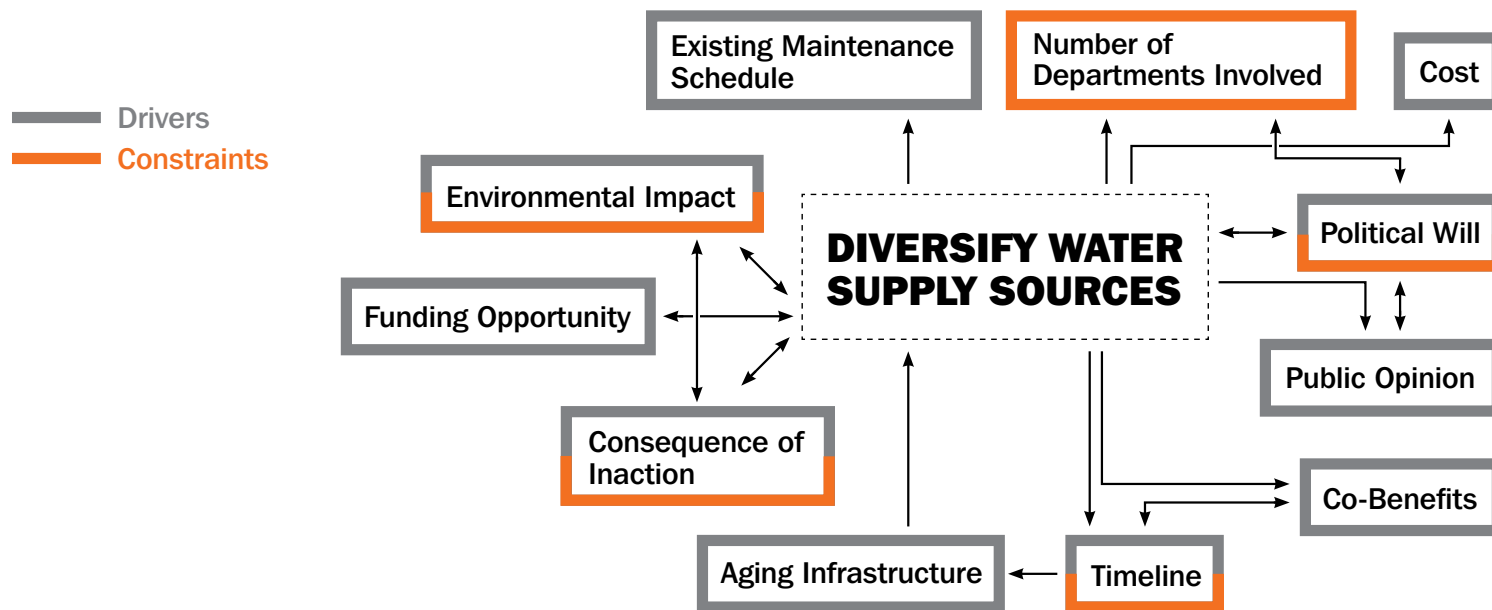 Existing Maintenance
Schedule
Number of
Departments Involved
Cost
Drivers
Constraints
Environmental Impact
DIVERSIFY WATER
SUPPLY SOURCES
Political Will
Funding Opportunity
Public Opinion
Consequence of
Inaction
Co-Benefits
Aging Infrastructure
Timeline